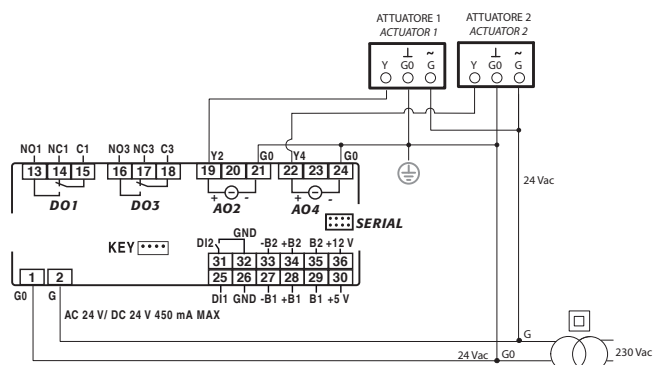 ATTUATORE 1 ATTUATORE 2
ACTUATOR 1 ACTUATOR 2
⊥ ~ ⊥ ~
Y G0 G Y G0 G
NO1 NC1 C1 NO3 NC3 C3 Y2 G0 Y4 G0
13 14 15 16 17 18 19 20 21 22 23 24
+ - + -
DO1 DO3 AO2 AO4
24 Vac
SERIAL
KEY
GND
DI2 -B2 +B2 B2 +12 V
31 32 33 34 35 36
1 2 25 26 27 28 29 30
G0 G DI1 GND -B1 +B1 B1 +5 V
AC 24 V/ DC 24 V 450 mA MAX
G
24 Vac G0 230 Vac